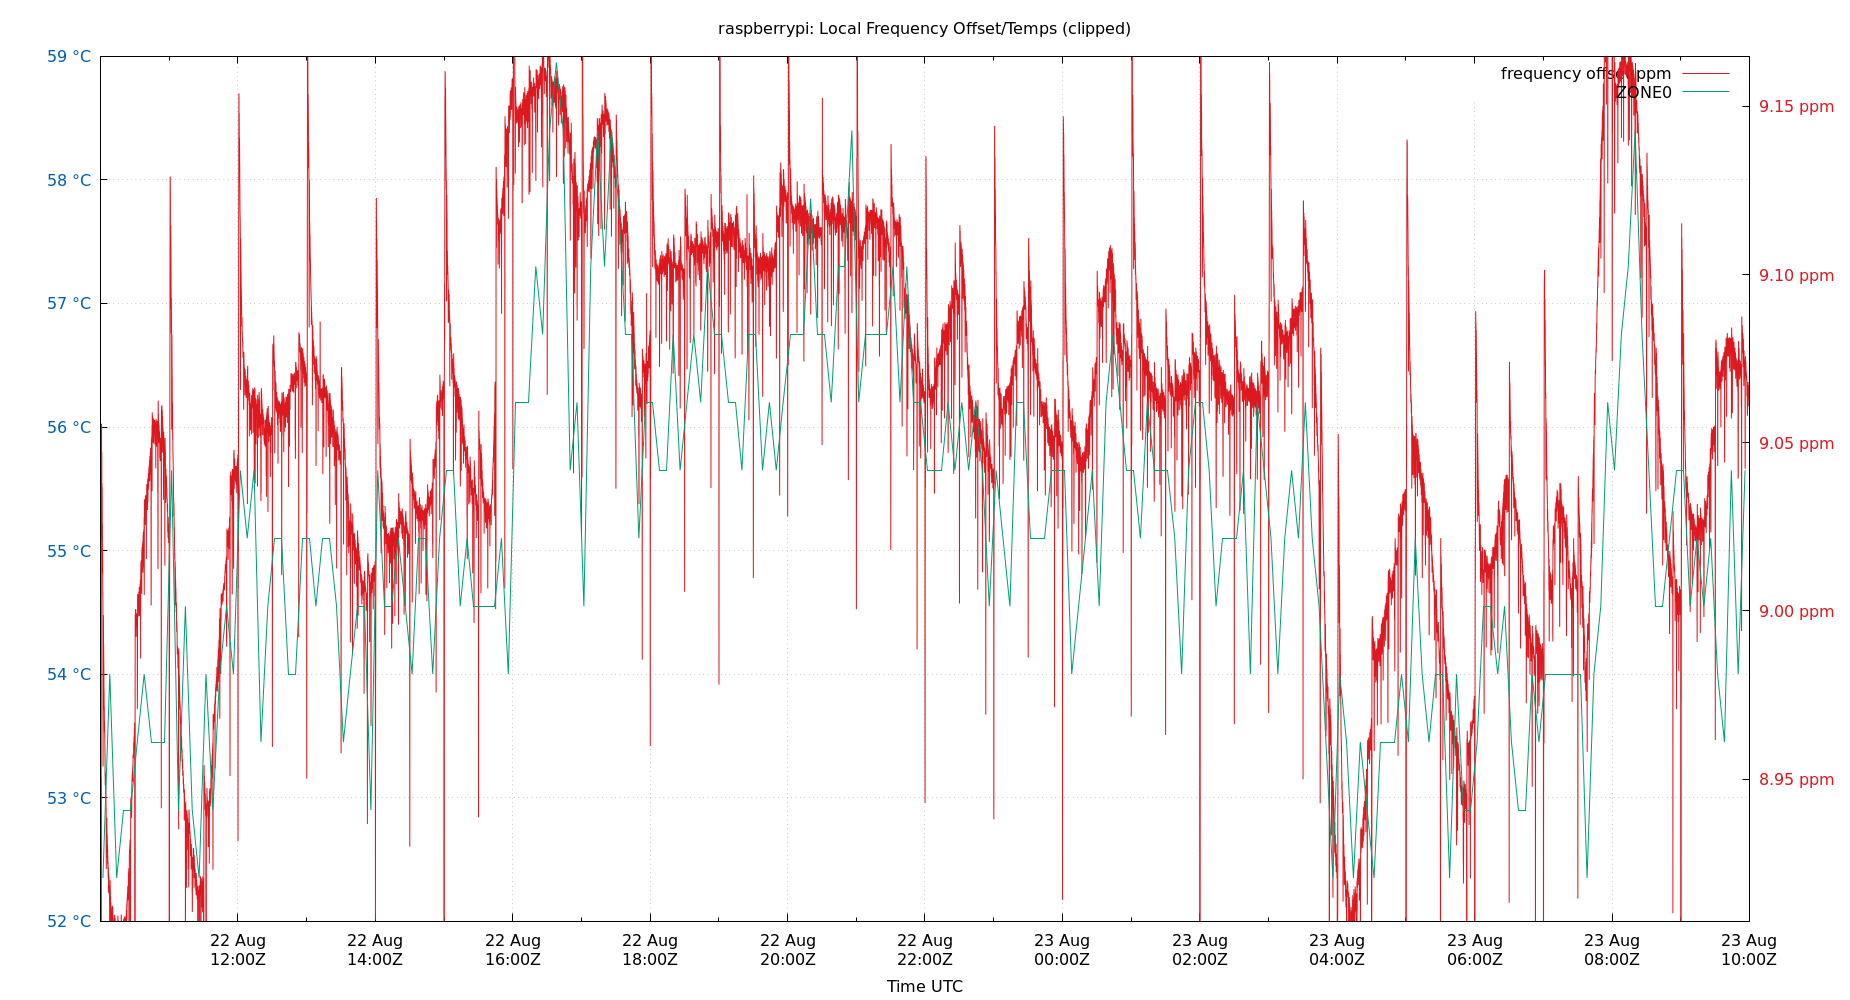 raspberrypi: Local Frequency Offset/Temps (clipped)
59 °C
58 °C
57 °C
56 °C
55 °C
54 °C
53 °C
52 °C
frequency offset ppm
ZONE0
9.15 ppm
9.10 ppm
9.05 ppm
9.00 ppm
8.95 ppm
22 Aug 22 Aug 22 Aug 22 Aug 22 Aug 22 Aug 23 Aug 23 Aug 23 Aug 23 Aug 23 Aug 23 Aug
12:00Z 14:00Z 16:00Z 18:00Z 20:00Z 22:00Z 00:00Z 02:00Z 04:00Z 06:00Z 08:00Z 10:00Z
Time UTC